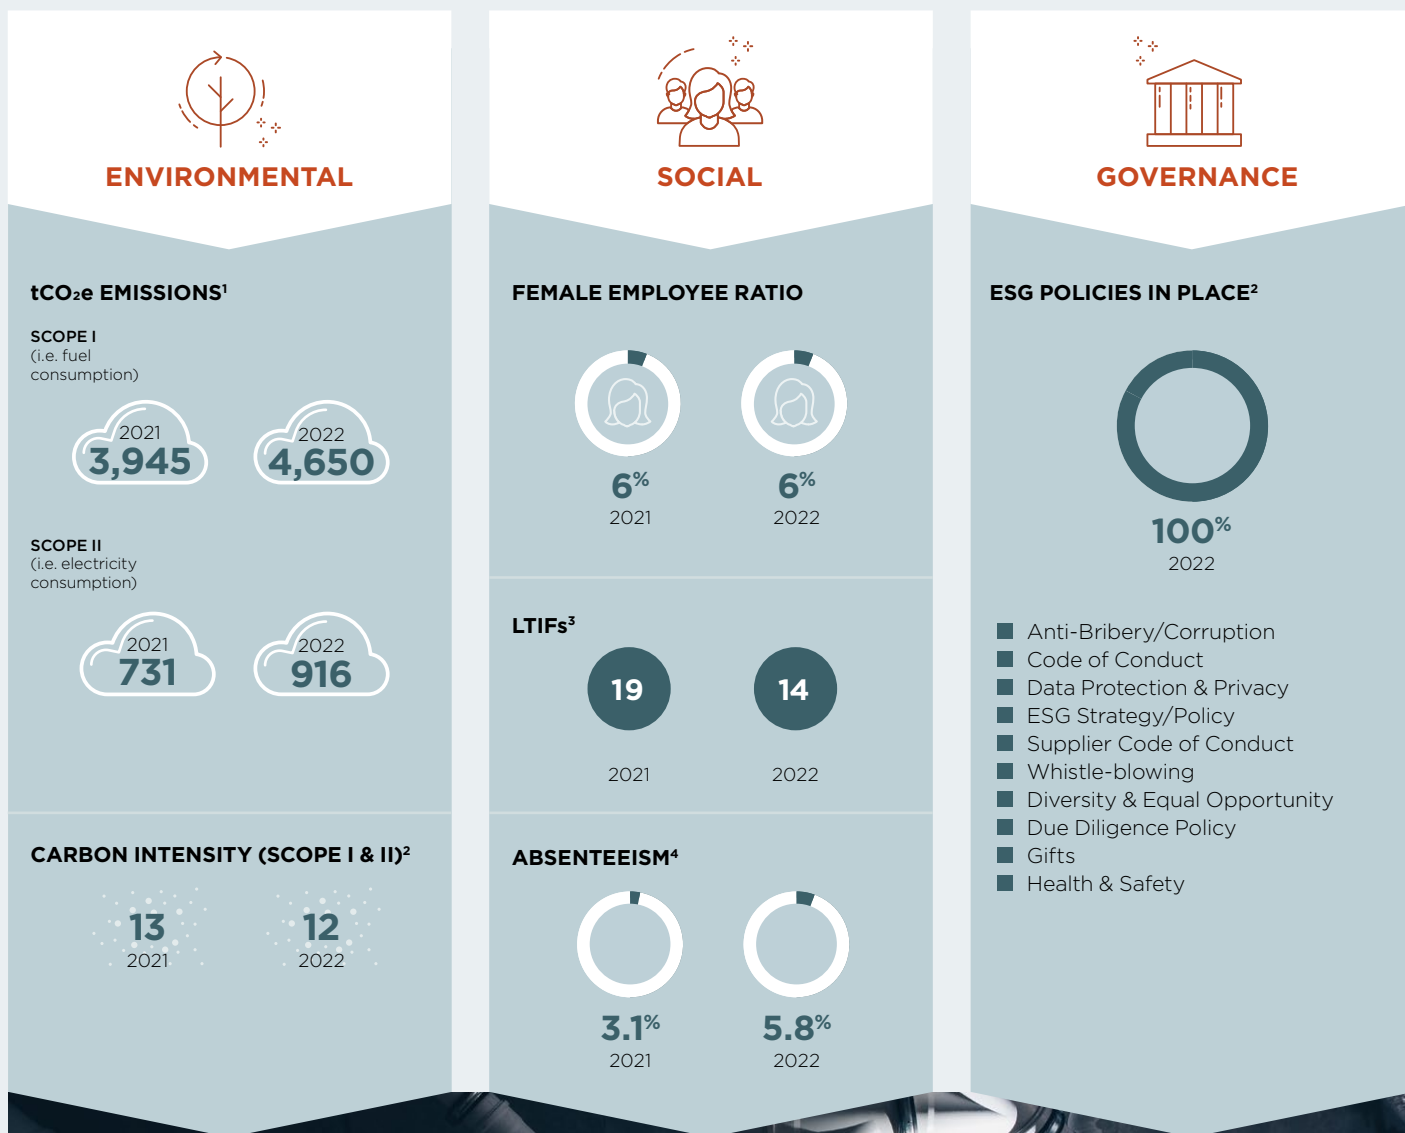 ENVIRONMENTAL
tCO₂e EMISSIONS¹
SCOPE I
(i.e. fuel
consumption)
2021
3,945
2022
4,650
SCOPE II
(i.e. electricity
consumption)
2021
731
2022
916
CARBON INTENSITY (SCOPE I & II)²
13
2021
12
2022
SOCIAL
FEMALE EMPLOYEE RATIO
6%
2021
6%
2022
LTIFs³
19
2021
14
2022
ABSENTEEISM⁴
3.1%
2021
5.8%
2022
GOVERNANCE
ESG POLICIES IN PLACE²
100%
2022
Anti-Bribery/Corruption
Code of Conduct
Data Protection & Privacy
ESG Strategy/Policy
Supplier Code of Conduct
Whistle-blowing
Diversity & Equal Opportunity
Due Diligence Policy
Gifts
Health & Safety